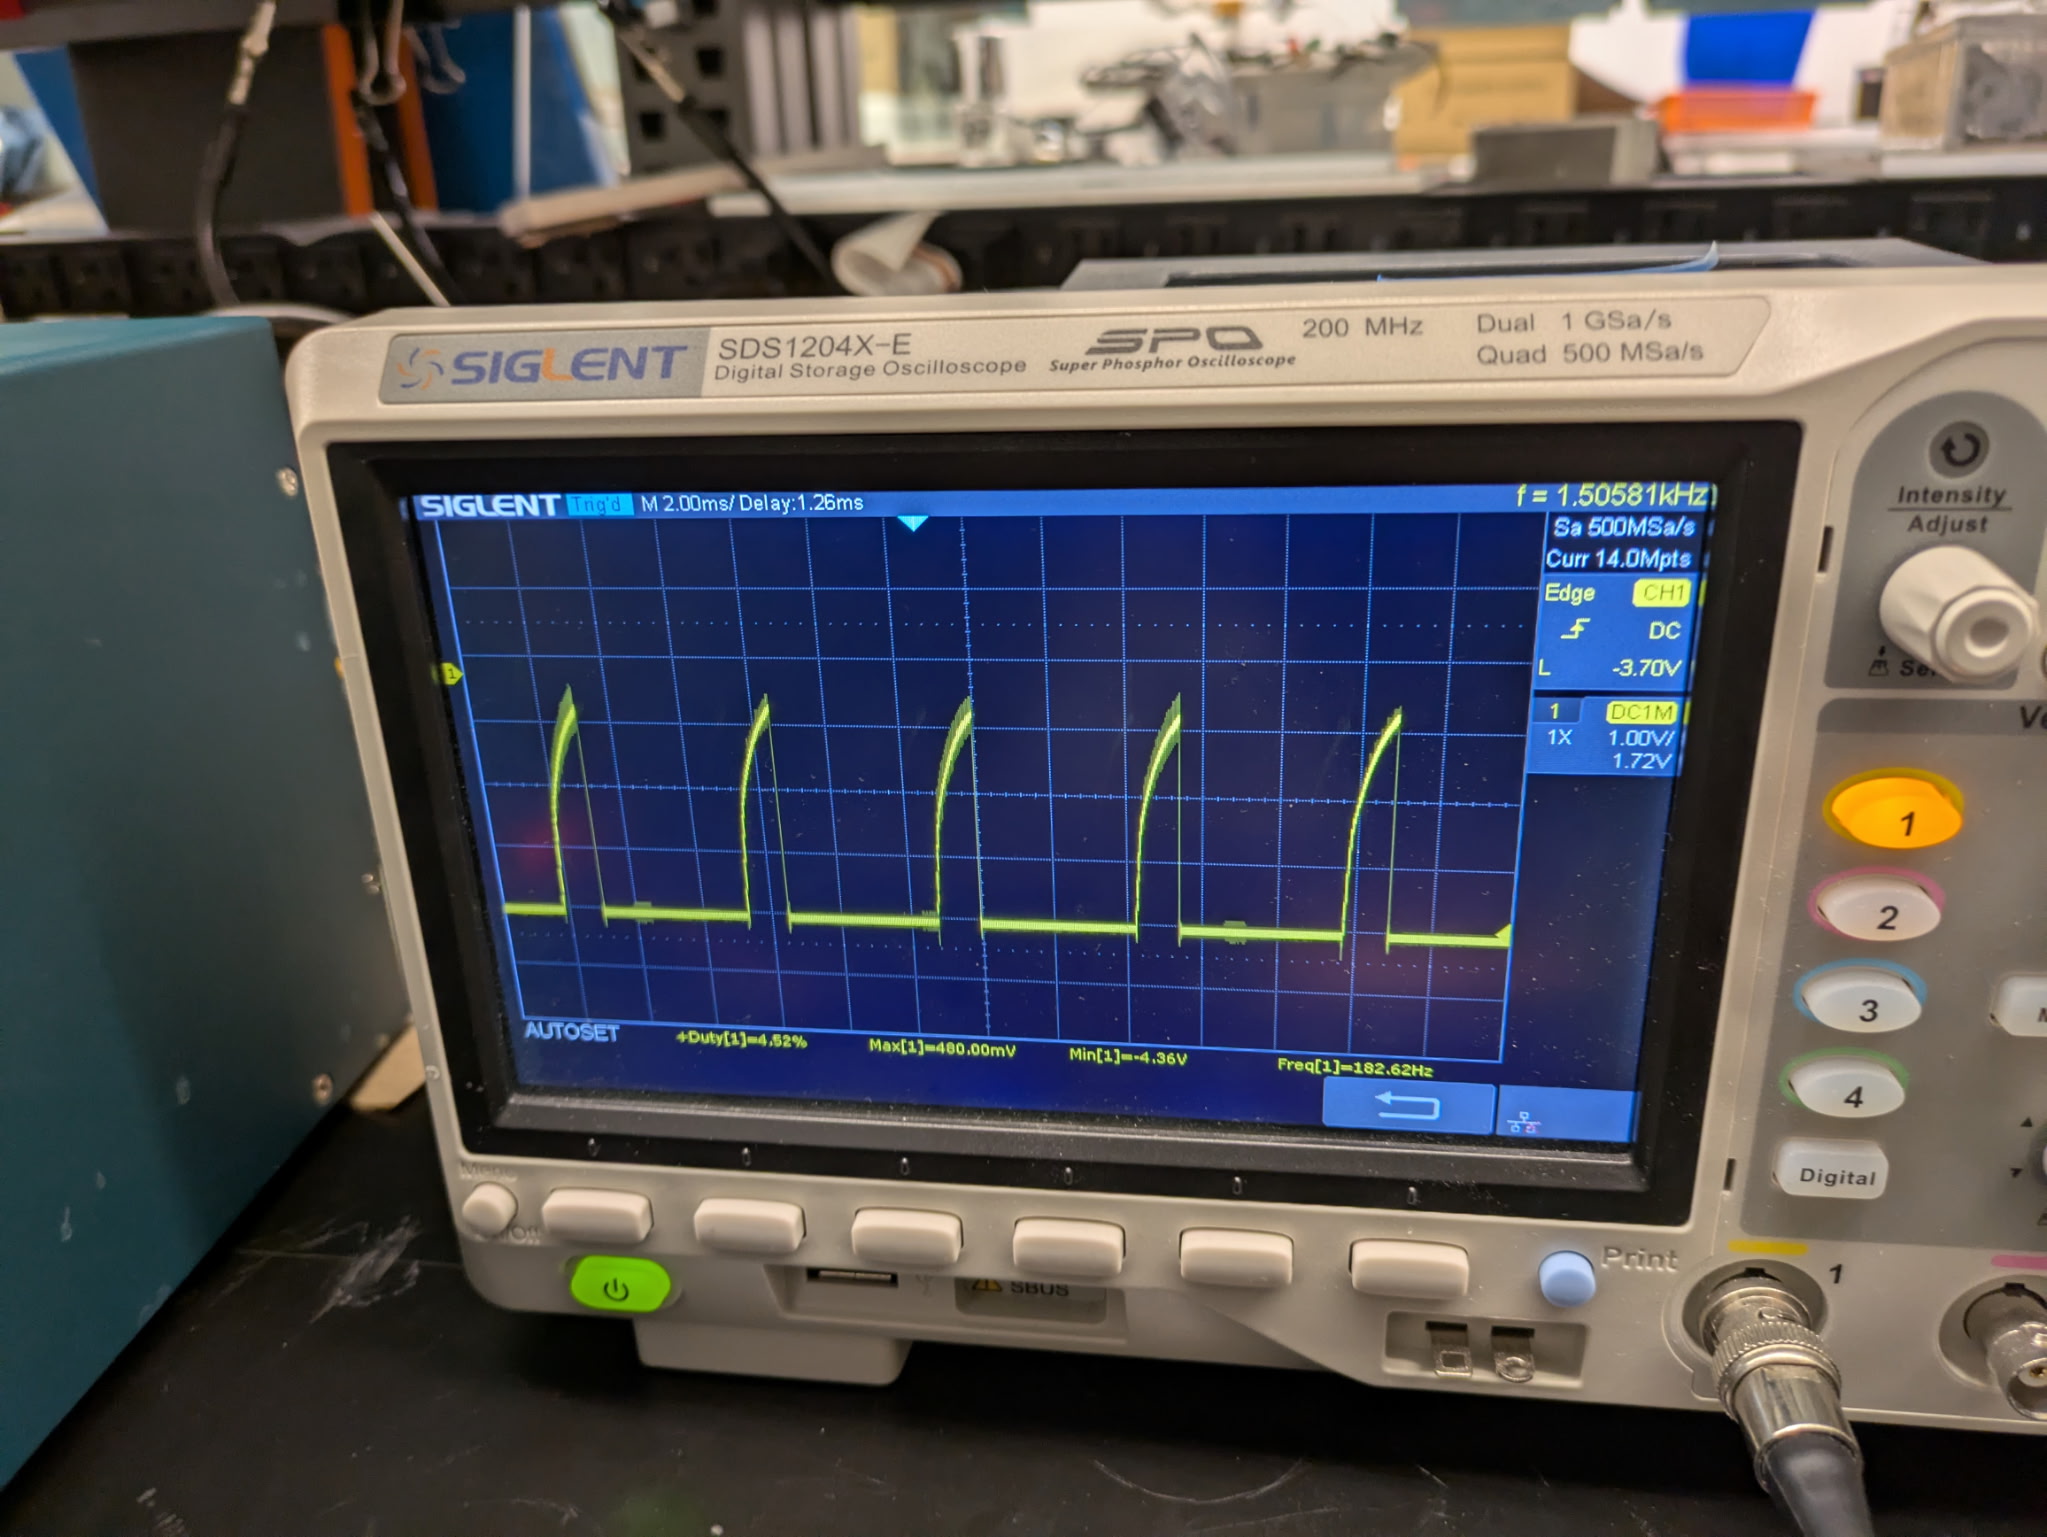 SIGLENT
SDS1204X-E
Digital Storage Oscilloscope
SPO
Super Phosphor Oscilloscope
200 MHz
Dual 1 GSa/s
Quad 500 MSa/s
Intensity
Adjust
SIGLENT Trig'd M 2.00ms/ Delay:1.26ms
f = 1.50581kHz
Sa 500MSa/s
Curr 14.0Mpts
Edge CH1
DC
L -3.70V
1 DC1M
1X 1.00V/
1.72V
1
AUTOSET
+Duty[1]=4.52% Max[1]=480.00mV Min[1]=-4.36V Freq[1]=182.62Hz
1
2
3
4
Digital
Print
SBUS
1